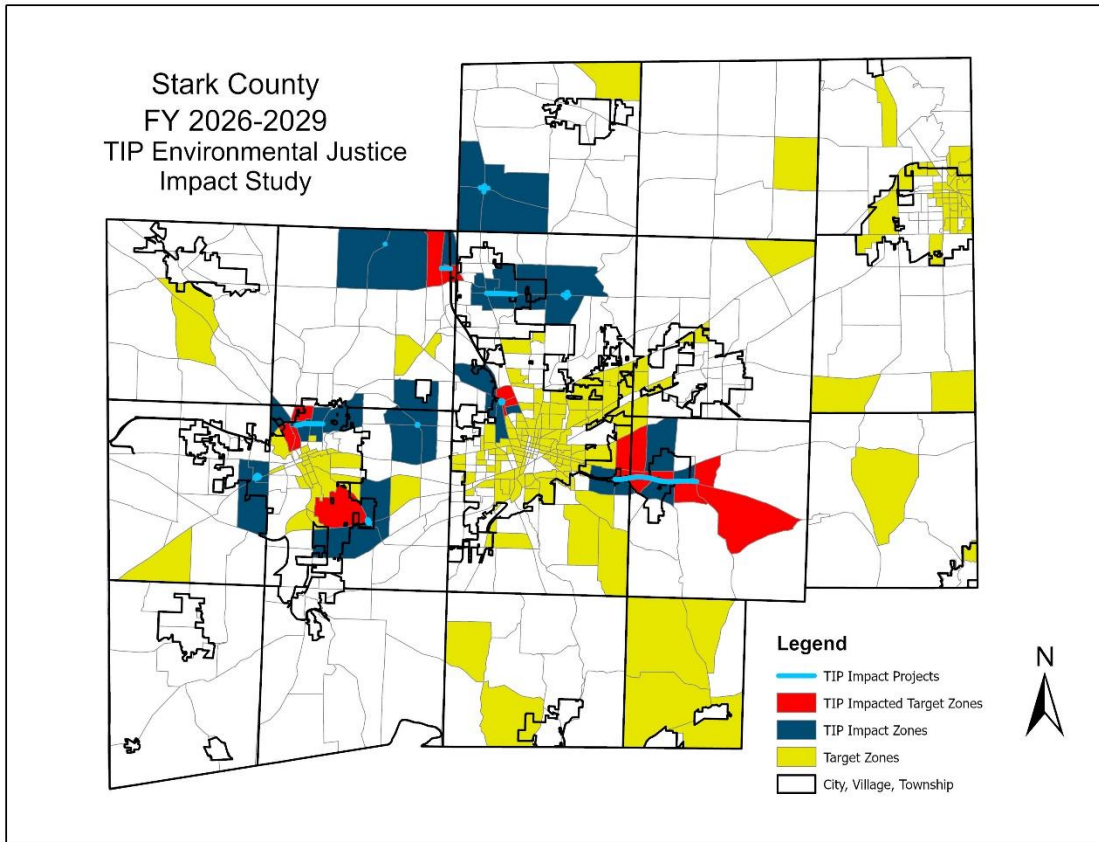 Stark County
FY 2026-2029
TIP Environmental Justice
Impact Study
Legend
TIP Impact Projects
TIP Impacted Target Zones
TIP Impact Zones
Target Zones
City, Village, Township
N